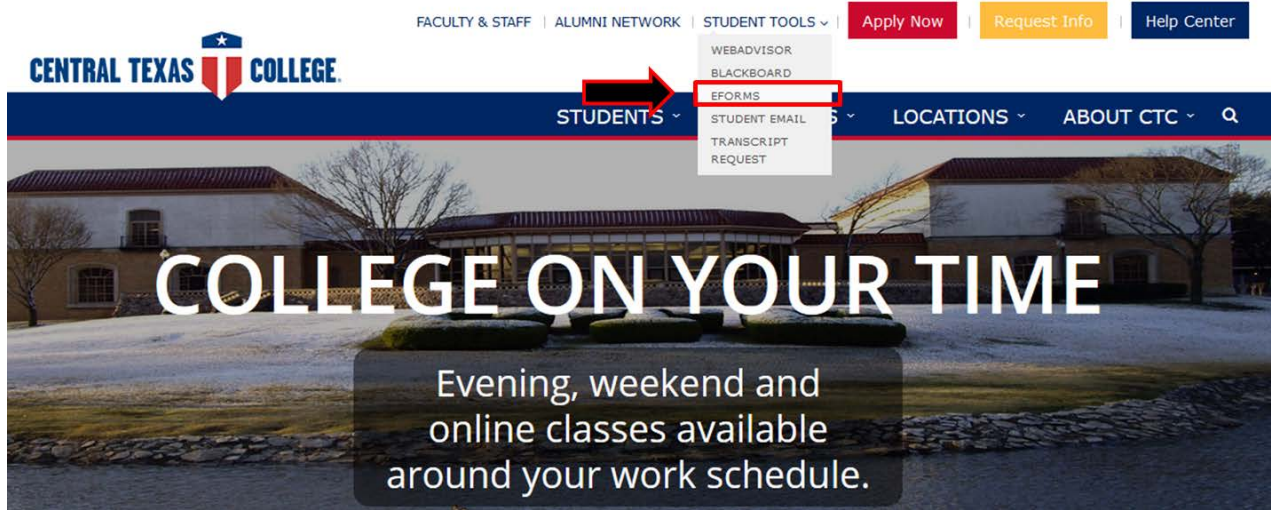 FACULTY & STAFF | ALUMNI NETWORK | STUDENT TOOLS | Apply Now | Request Info | Help Center
WEBADVISOR
BLACKBOARD
EFORMS
STUDENT EMAIL
TRANSCRIPT
REQUEST
CENTRAL TEXAS COLLEGE
STUDENTS S LOCATIONS ABOUT CTC
COLLEGE ON YOUR TIME
Evening, weekend and
online classes available
around your work schedule.